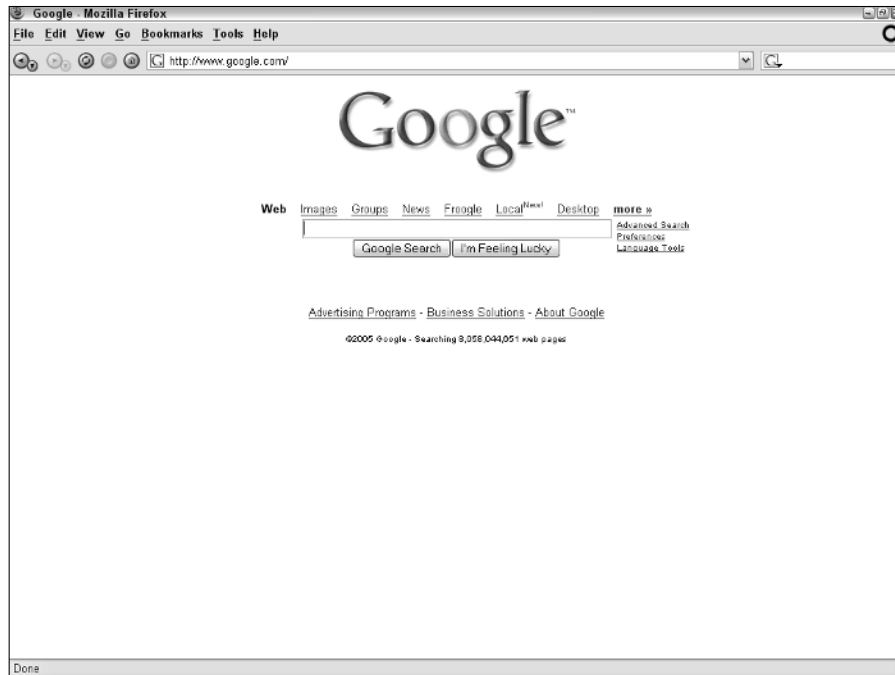 Google - Mozilla Firefox
File Edit View Go Bookmarks Tools Help
G http://www.google.com/ G
Google™
Web Images Groups News Froogle Local New! Desktop more »
Advanced Search
Preferences
Language Tools
Google Search I'm Feeling Lucky
Advertising Programs - Business Solutions - About Google
©2005 Google - Searching 8,058,044,651 web pages
Done